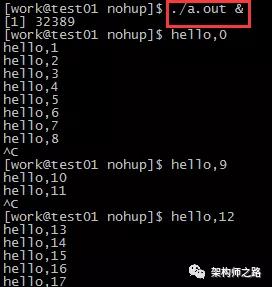 [work@test01 nohup]$ ./a.out &
[1] 32389
[work@test01 nohup]$ hello,0
hello,1
hello,2
hello,3
hello,4
hello,5
hello,6
hello,7
hello,8
^C
[work@test01 nohup]$ hello,9
hello,10
hello,11
^C
[work@test01 nohup]$ hello,12
hello,13
hello,14
hello,15
hello,16
hello,17
架构师之路